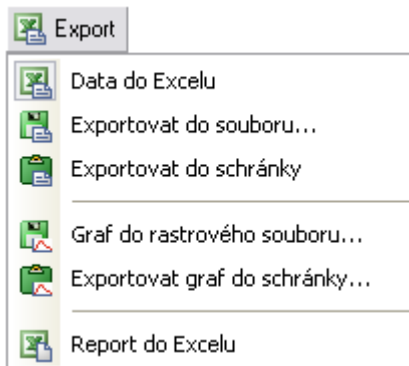 Export
Data do Excelu
Exportovat do souboru...
Exportovat do schránky
Graf do rastrového souboru...
Exportovat graf do schránky...
Report do Excelu